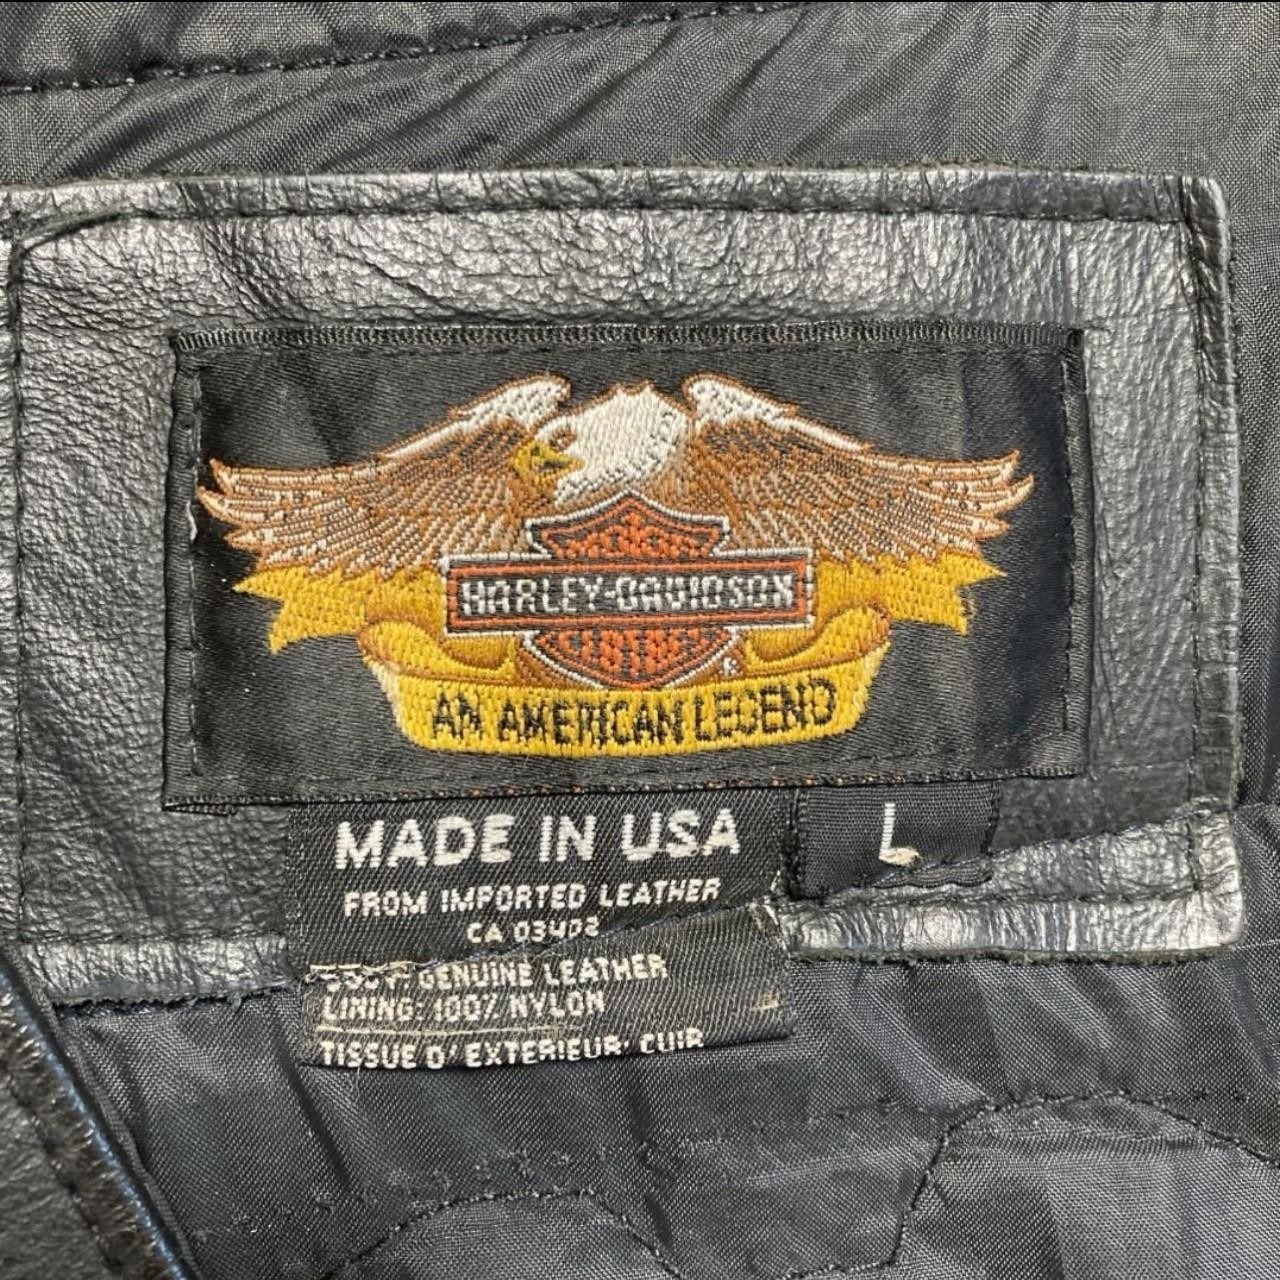 HARLEY-DAVIDSON
®
AN AMERICAN LEGEND
MADE IN USA
L
FROM IMPORTED LEATHER
CA 03402
GENUINE LEATHER
LINING: 100% NYLON
TISSUE D' EXTERIEUR: CUIR